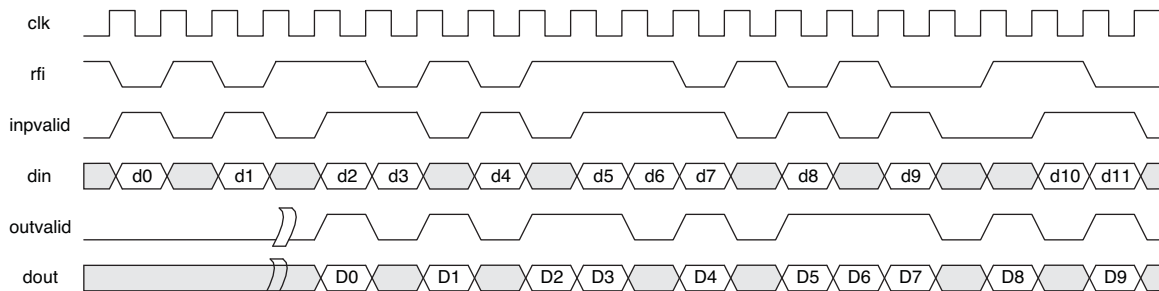 clk
rfi
inpvalid
din d0 d1 d2 d3 d4 d5 d6 d7 d8 d9 d10 d11
outvalid
dout D0 D1 D2 D3 D4 D5 D6 D7 D8 D9